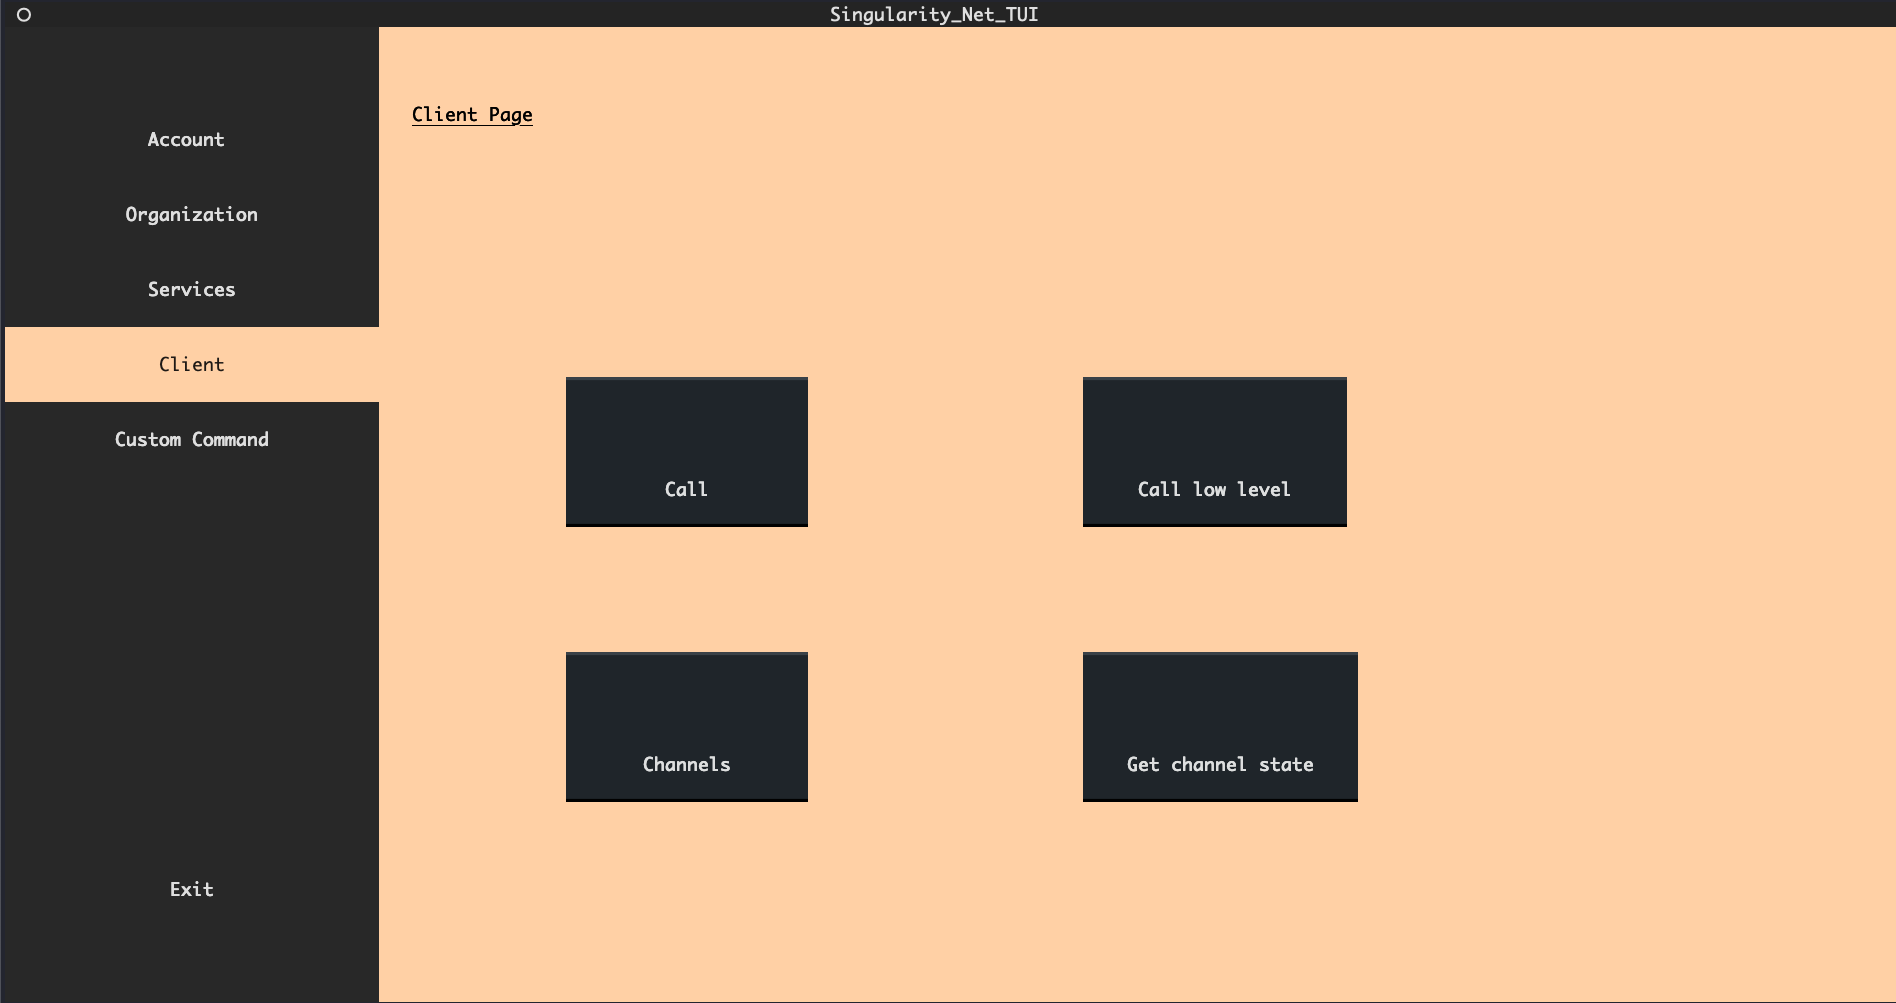 Singularity_Net_TUI
Account
Organization
Services
Client
Custom Command
Exit
Client Page
Call
Call low level
Channels
Get channel state